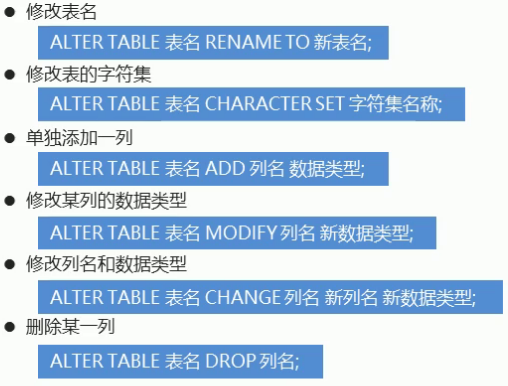 ● 修改表名
ALTER TABLE 表名 RENAME TO 新表名;
● 修改表的字符集
ALTER TABLE 表名 CHARACTER SET 字符集名称;
● 单独添加一列
ALTER TABLE 表名 ADD 列名 数据类型;
● 修改某列的数据类型
ALTER TABLE 表名 MODIFY 列名 新数据类型;
● 修改列名和数据类型
ALTER TABLE 表名 CHANGE 列名 新列名 新数据类型;
● 删除某一列
ALTER TABLE 表名 DROP 列名;